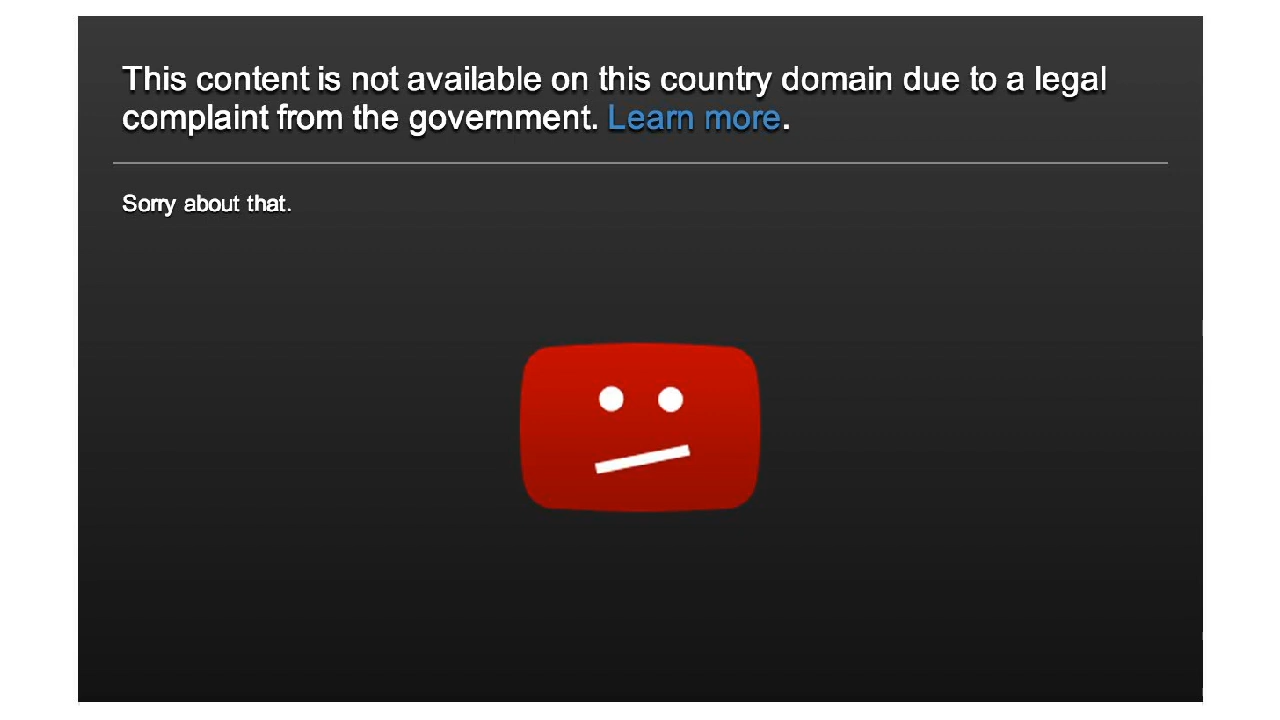 This content is not available on this country domain due to a legal
complaint from the government. Learn more.
Sorry about that.